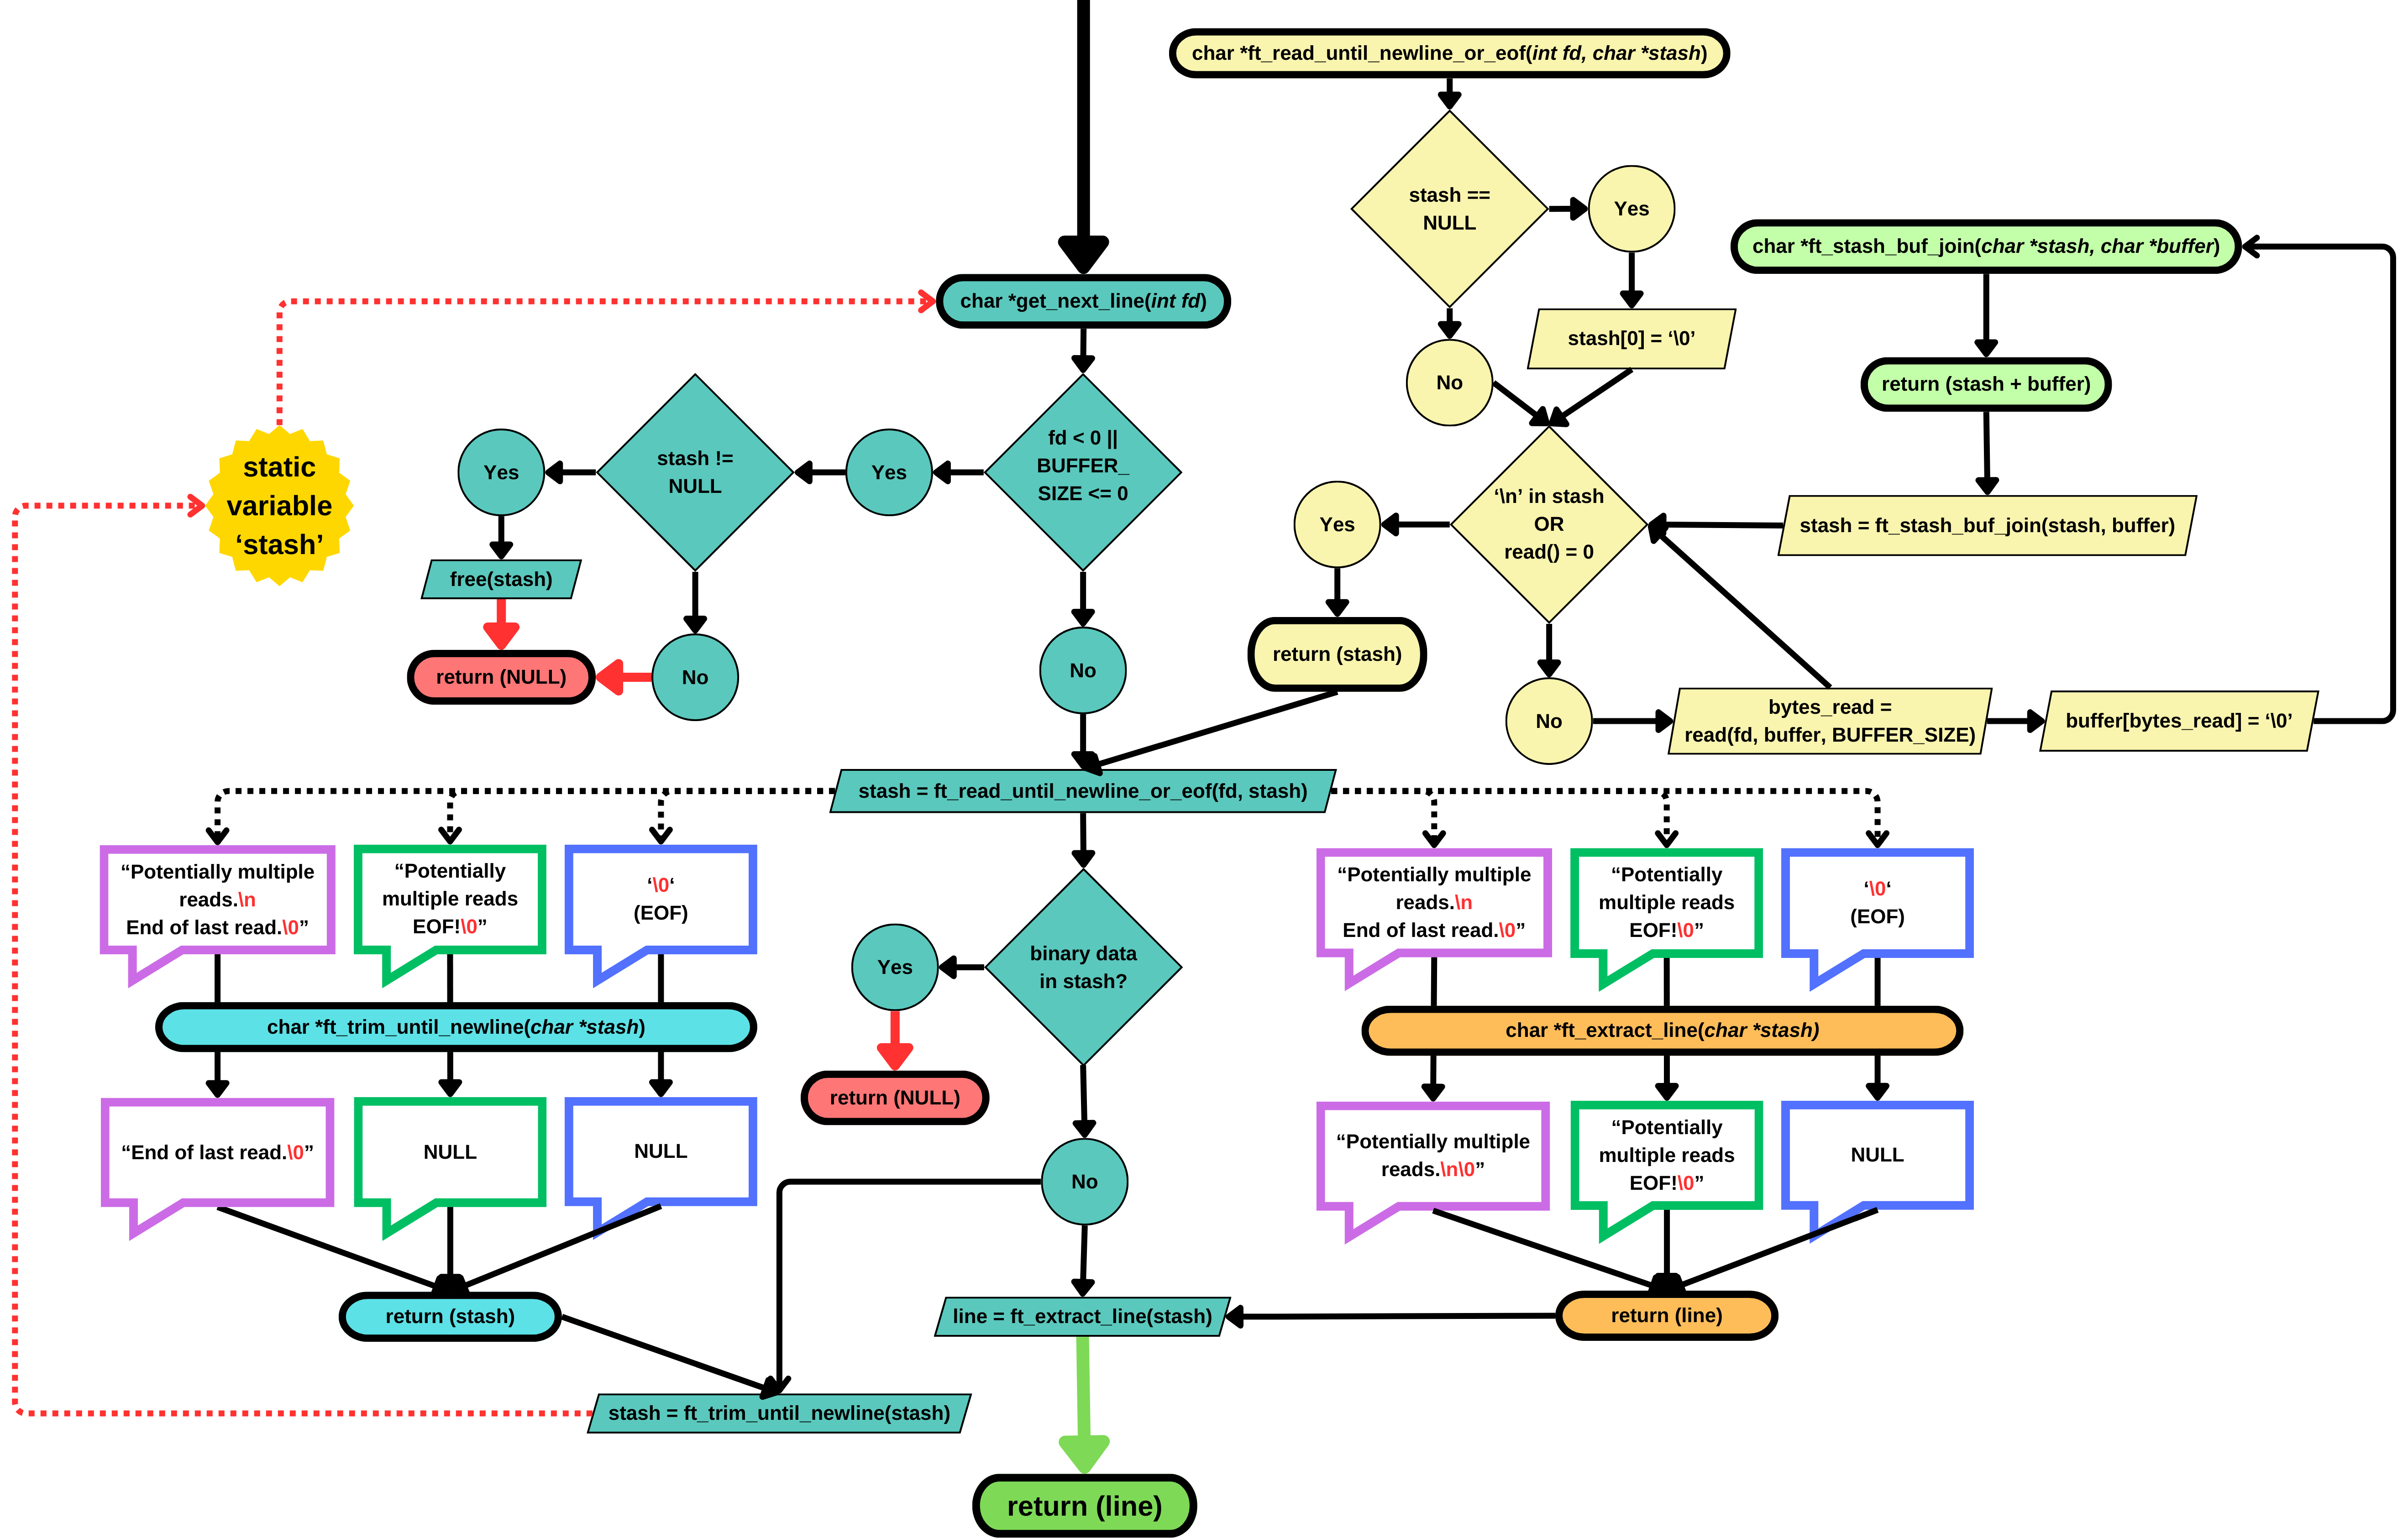 char *ft_read_until_newline_or_eof(int fd, char *stash)
stash ==
NULL
Yes
No
stash[0] = ‘\0’
char *ft_stash_buf_join(char *stash, char *buffer)
return (stash + buffer)
stash = ft_stash_buf_join(stash, buffer)
‘\n’ in stash
OR
read() = 0
Yes
return (stash)
No
bytes_read =
read(fd, buffer, BUFFER_SIZE)
buffer[bytes_read] = ‘\0’
char *get_next_line(int fd)
static
variable
‘stash’
fd < 0 ||
BUFFER_
SIZE <= 0
Yes
stash !=
NULL
Yes
free(stash)
return (NULL)
No
No
stash = ft_read_until_newline_or_eof(fd, stash)
“Potentially multiple
reads.\n
End of last read.\0”
“Potentially
multiple reads
EOF!\0”
‘\0‘
(EOF)
char *ft_trim_until_newline(char *stash)
“End of last read.\0”
NULL
NULL
return (stash)
binary data
in stash?
Yes
return (NULL)
No
“Potentially multiple
reads.\n
End of last read.\0”
“Potentially
multiple reads
EOF!\0”
‘\0‘
(EOF)
char *ft_extract_line(char *stash)
“Potentially multiple
reads.\n\0”
“Potentially
multiple reads
EOF!\0”
NULL
return (line)
line = ft_extract_line(stash)
stash = ft_trim_until_newline(stash)
return (line)